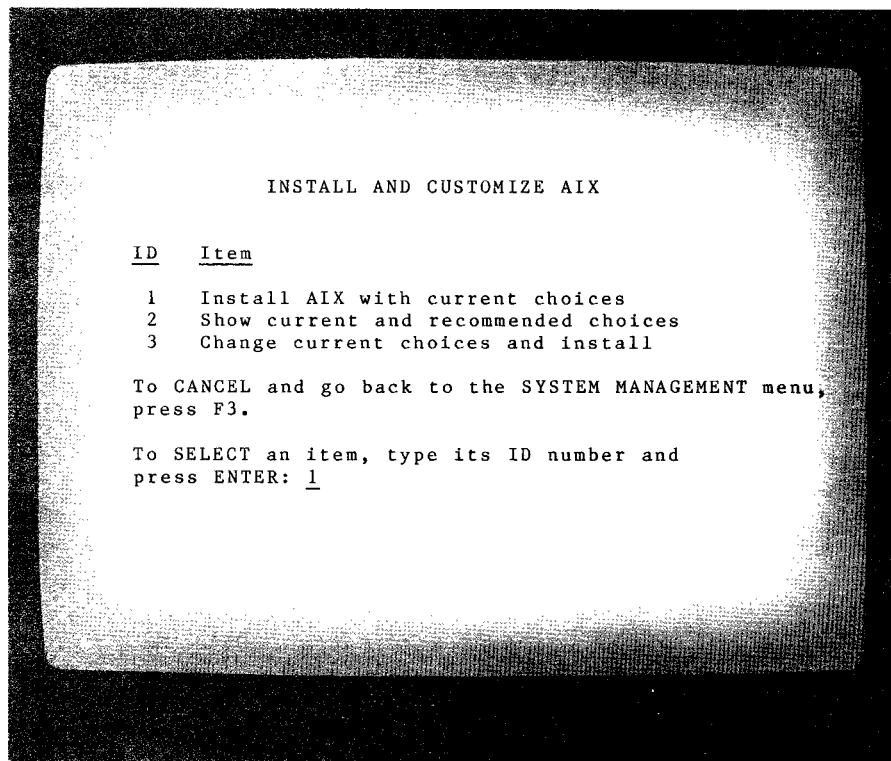 INSTALL AND CUSTOMIZE AIX
ID Item
1 Install AIX with current choices
2 Show current and recommended choices
3 Change current choices and install
To CANCEL and go back to the SYSTEM MANAGEMENT menu,
press F3.
To SELECT an item, type its ID number and
press ENTER: 1